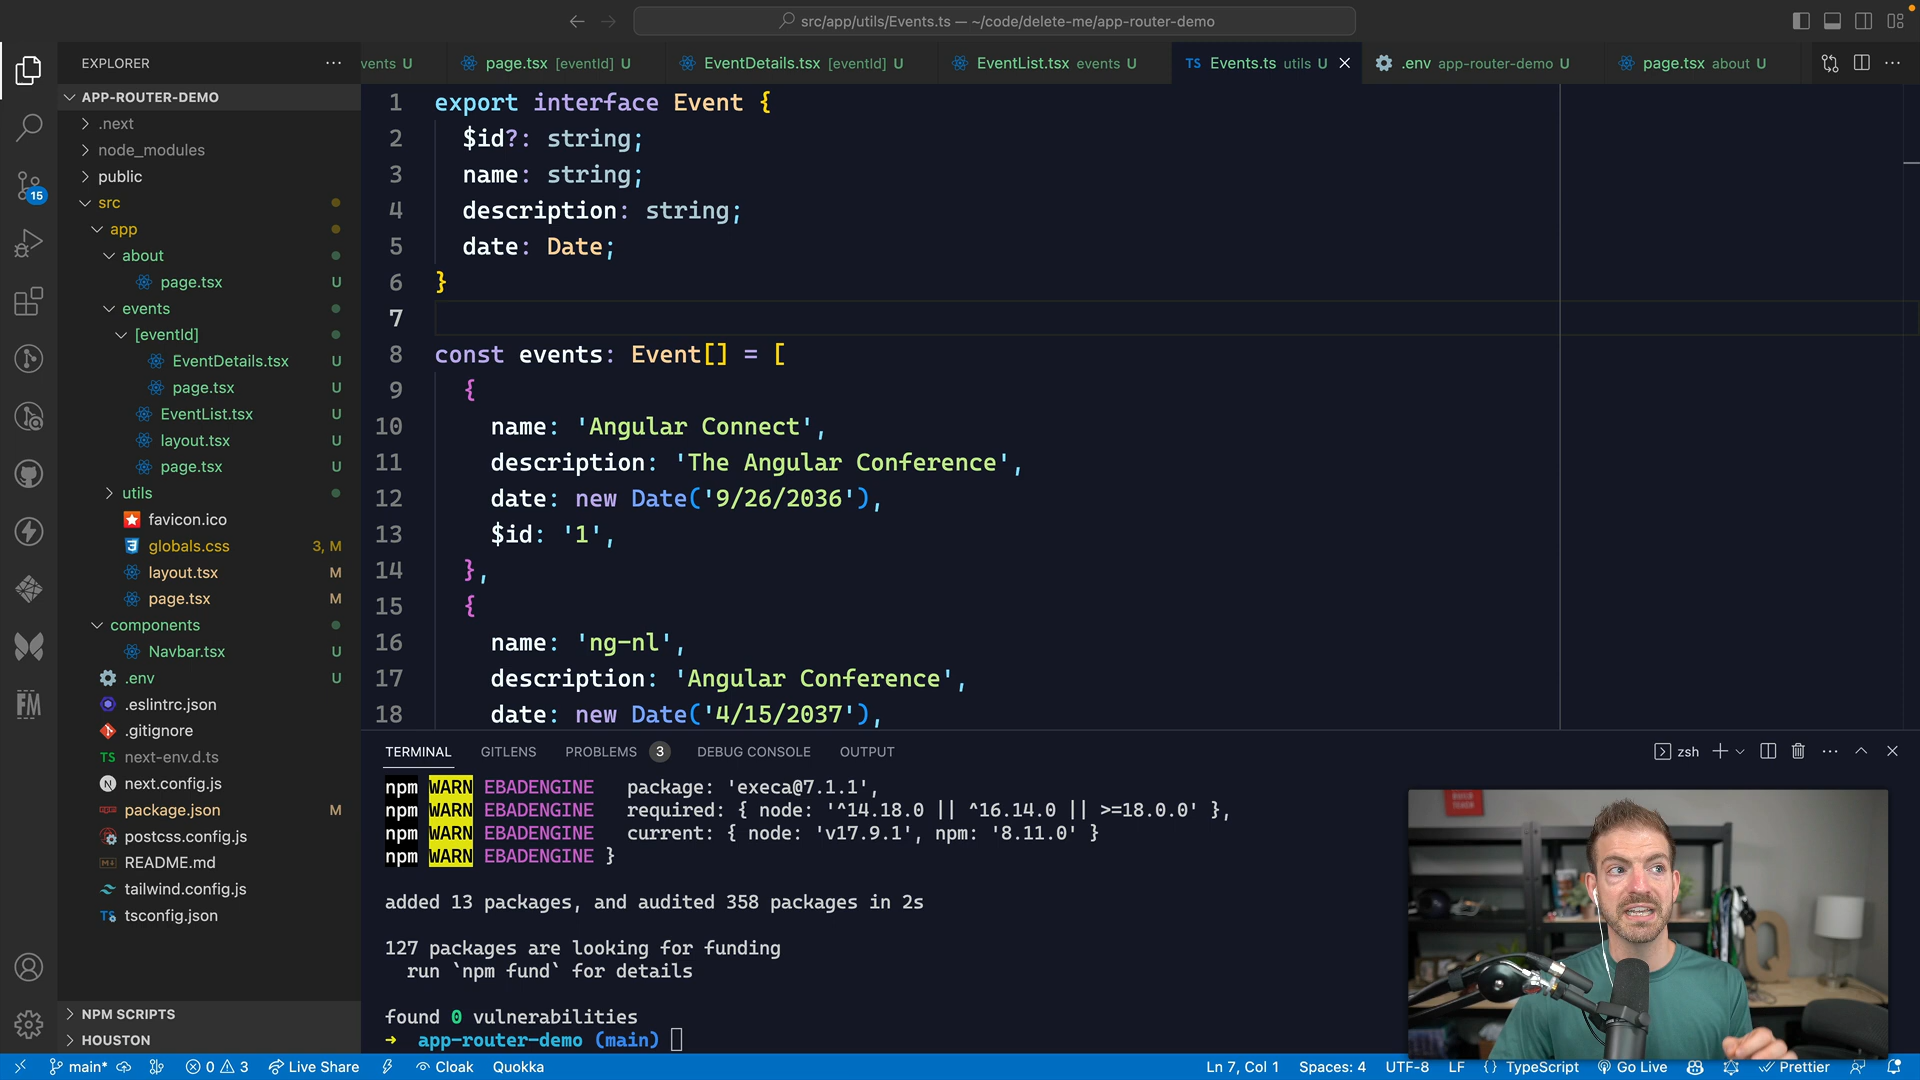 src/app/utils/Events.ts — ~/code/delete-me/app-router-demo
EXPLORER
APP-ROUTER-DEMO
.next
node_modules
public
src
app
about
page.tsx U
events
[eventId]
EventDetails.tsx U
page.tsx U
EventList.tsx U
layout.tsx U
page.tsx U
utils
favicon.ico
globals.css 3, M
layout.tsx M
page.tsx M
components
Navbar.tsx U
.env U
.eslintrc.json
.gitignore
TS next-env.d.ts
next.config.js
package.json M
postcss.config.js
README.md
tailwind.config.js
tsconfig.json
NPM SCRIPTS
HOUSTON
15
FM
vents U
page.tsx [eventId] U
EventDetails.tsx [eventId] U
EventList.tsx events U
TS Events.ts utils U
.env app-router-demo U
page.tsx about U
1 export interface Event {
2 $id?: string;
3 name: string;
4 description: string;
5 date: Date;
6 }
7
8 const events: Event[] = [
9 {
10 name: 'Angular Connect',
11 description: 'The Angular Conference',
12 date: new Date('9/26/2036'),
13 $id: '1',
14 },
15 {
16 name: 'ng-nl',
17 description: 'Angular Conference',
18 date: new Date('4/15/2037'),
TERMINAL GITLENS PROBLEMS 3 DEBUG CONSOLE OUTPUT
zsh
npm WARN EBADENGINE package: 'execa@7.1.1',
npm WARN EBADENGINE required: { node: '^14.18.0 || ^16.14.0 || >=18.0.0' },
npm WARN EBADENGINE current: { node: 'v17.9.1', npm: '8.11.0' }
npm WARN EBADENGINE }
added 13 packages, and audited 358 packages in 2s
127 packages are looking for funding
run `npm fund` for details
found 0 vulnerabilities
➜ app-router-demo (main)
main* 0 3 Live Share Cloak Quokka
Ln 7, Col 1 Spaces: 4 UTF-8 LF {} TypeScript Go Live Prettier